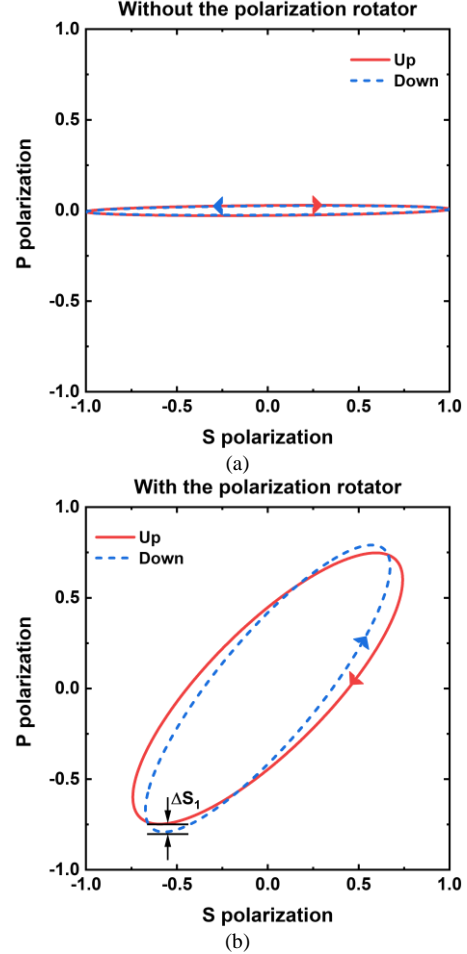 Without the polarization rotator
1.0
Up
Down
0.5
P polarization
0.0
-0.5
-1.0
-1.0 -0.5 0.0 0.5 1.0
S polarization
(a)
With the polarization rotator
1.0
Up
Down
0.5
P polarization
0.0
-0.5
ΔS₁
-1.0
-1.0 -0.5 0.0 0.5 1.0
S polarization
(b)